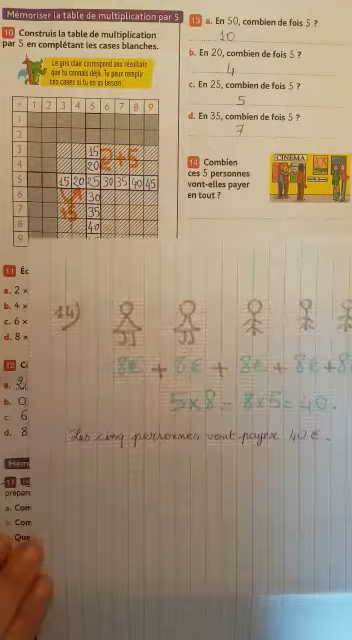 Mémoriser la table de multiplication par 5
10 Construis la table de multiplication
par 5 en complétant les cases blanches.
Le gris clair correspond aux résultats
que tu connais déjà. Tu peux remplir
ces cases si tu en as besoin.
× 1 2 3 4 5 6 7 8 9
1
2
3 15
4 20
5 15 20 25 30 35 40 45
6 30
7 35
8 40
9
13 a. En 50, combien de fois 5 ?
10
b. En 20, combien de fois 5 ?
4
c. En 25, combien de fois 5 ?
5
d. En 35, combien de fois 5 ?
7
14 Combien
ces 5 personnes
vont-elles payer
en tout ?
CINEMA
11 Éc
a. 2 ×
b. 4 ×
c. 6 ×
d. 8 ×
12
a. 2
b. 0
c. 6
d. 8
Mém
17
prépare
a. Com
b. Com
Que
14)
8€ + 8€ + 8€ + 8€ + 8
5×8 = 8×5 = 40.
Les cinq personnes vont payer 40€.